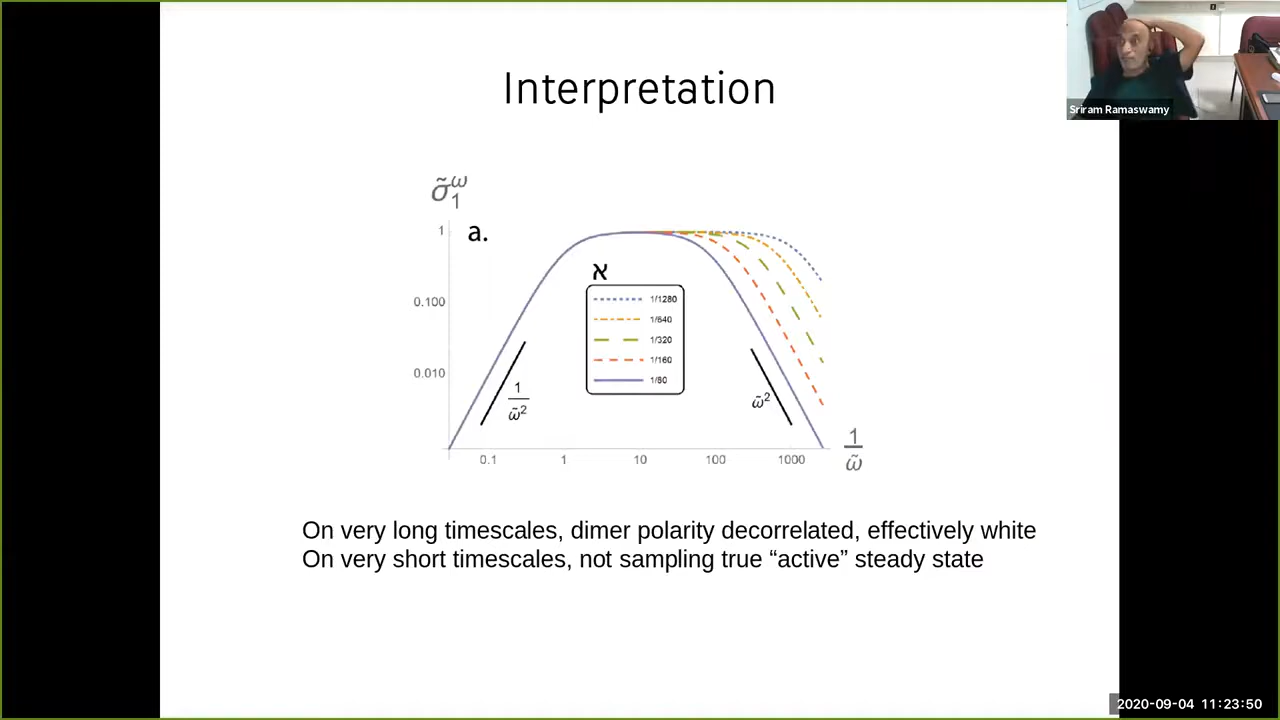 Interpretation
Sriram Ramaswamy
σ̃₁^ω
a.
1
0.100
0.010
א
1/1280
1/640
1/320
1/160
1/80
1/ω̃²
ω̃²
1/ω̃
0.1 1 10 100 1000
On very long timescales, dimer polarity decorrelated, effectively white
On very short timescales, not sampling true “active” steady state
2020-09-04 11:23:50